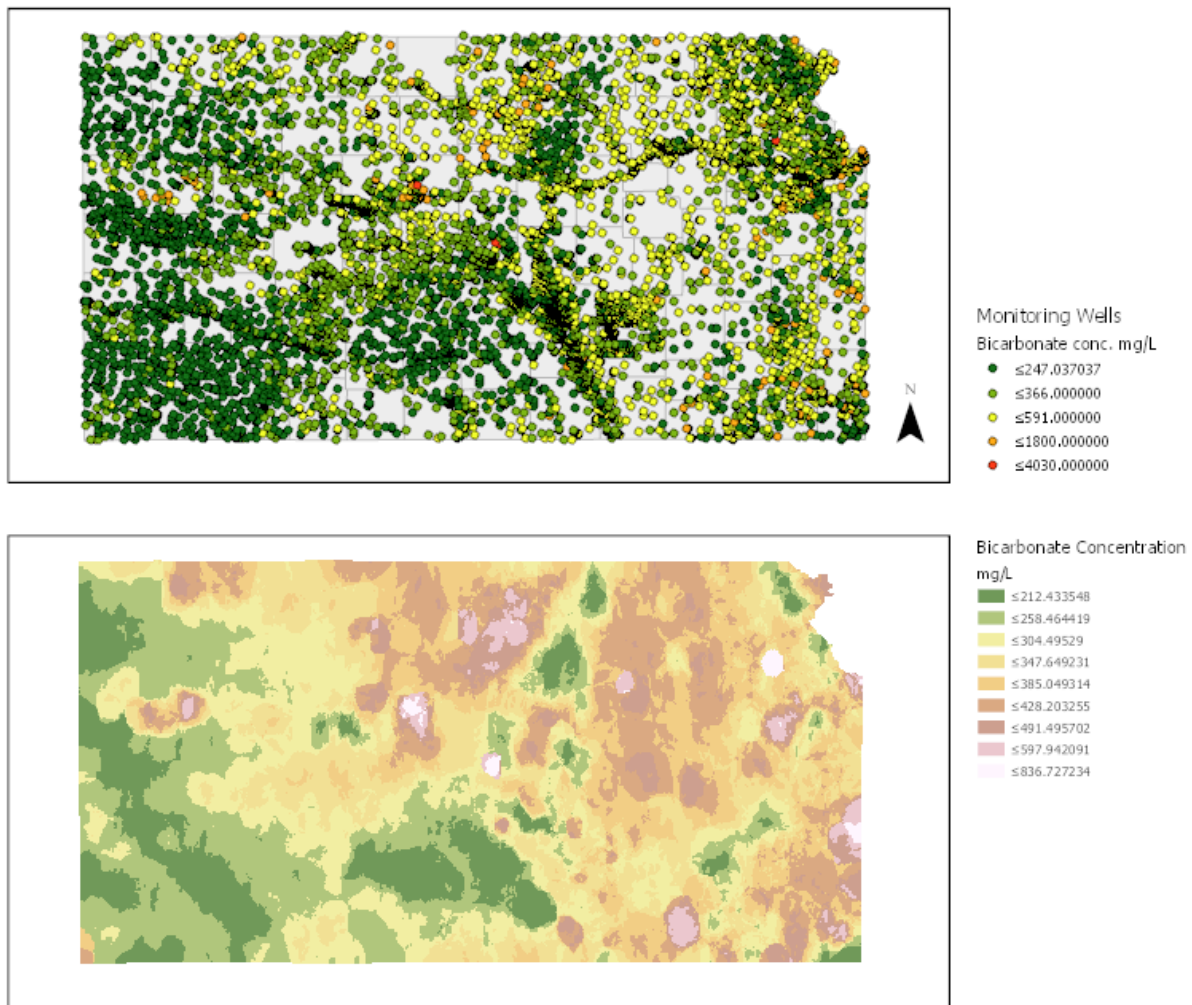 N
Monitoring Wells
Bicarbonate conc. mg/L
≤247.037037
≤366.000000
≤591.000000
≤1800.000000
≤4030.000000
Bicarbonate Concentration
mg/L
≤212.433548
≤258.464419
≤304.49529
≤347.649231
≤385.049314
≤428.203255
≤491.495702
≤597.942091
≤836.727234